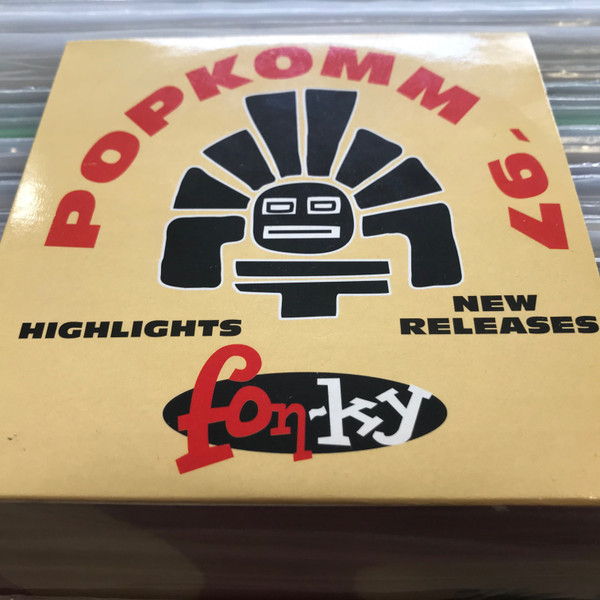 POPKOMM '97
HIGHLIGHTS
NEW
RELEASES
fon-ky